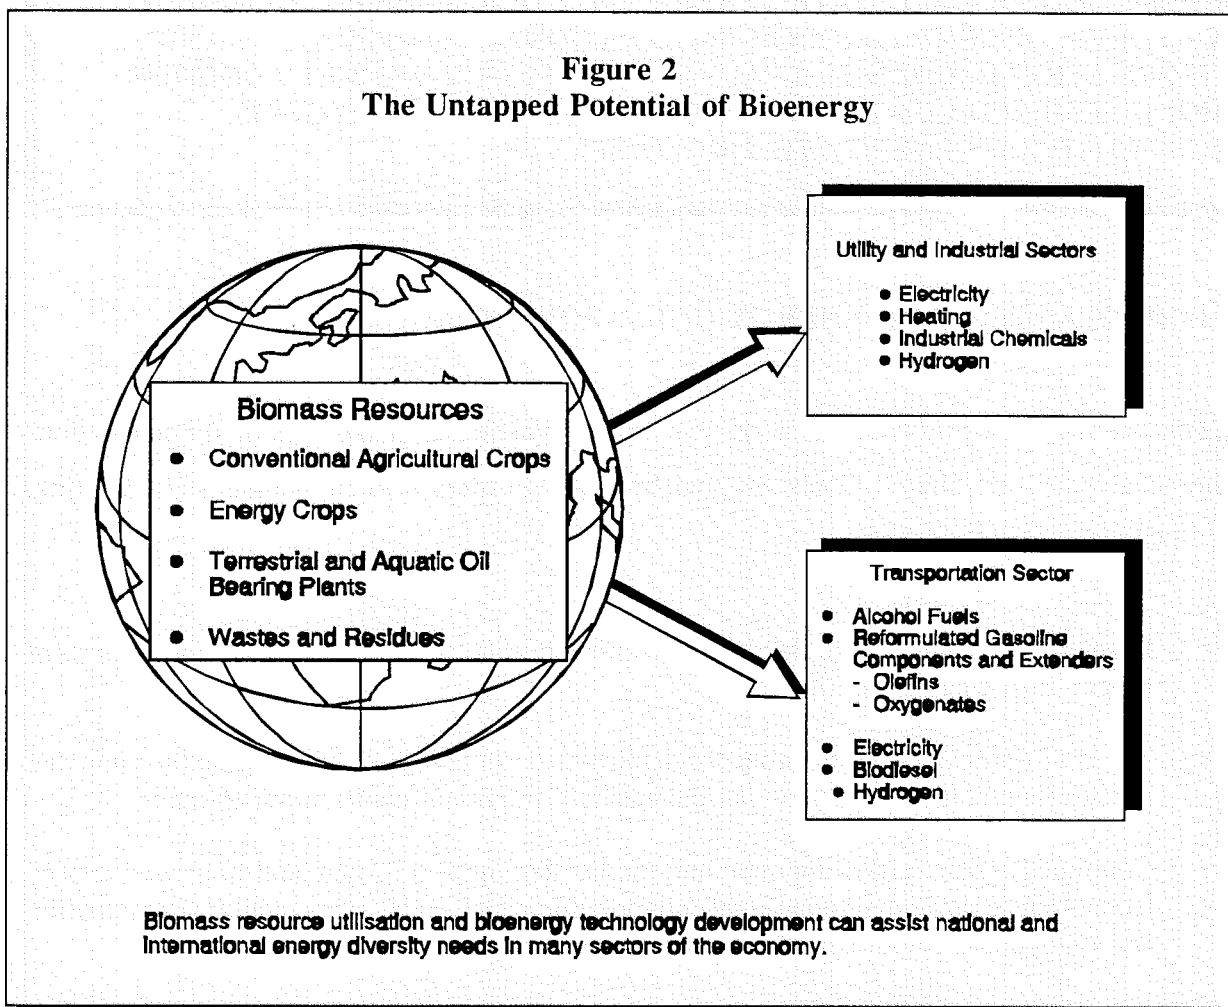 Figure 2
The Untapped Potential of Bioenergy
Biomass Resources
● Conventional Agricultural Crops
● Energy Crops
● Terrestrial and Aquatic Oil
Bearing Plants
● Wastes and Residues
Utility and Industrial Sectors
● Electricity
● Heating
● Industrial Chemicals
● Hydrogen
Transportation Sector
● Alcohol Fuels
● Reformulated Gasoline
Components and Extenders
- Olefins
- Oxygenates
● Electricity
● Biodiesel
● Hydrogen
Biomass resource utilisation and bioenergy technology development can assist national and
international energy diversity needs in many sectors of the economy.